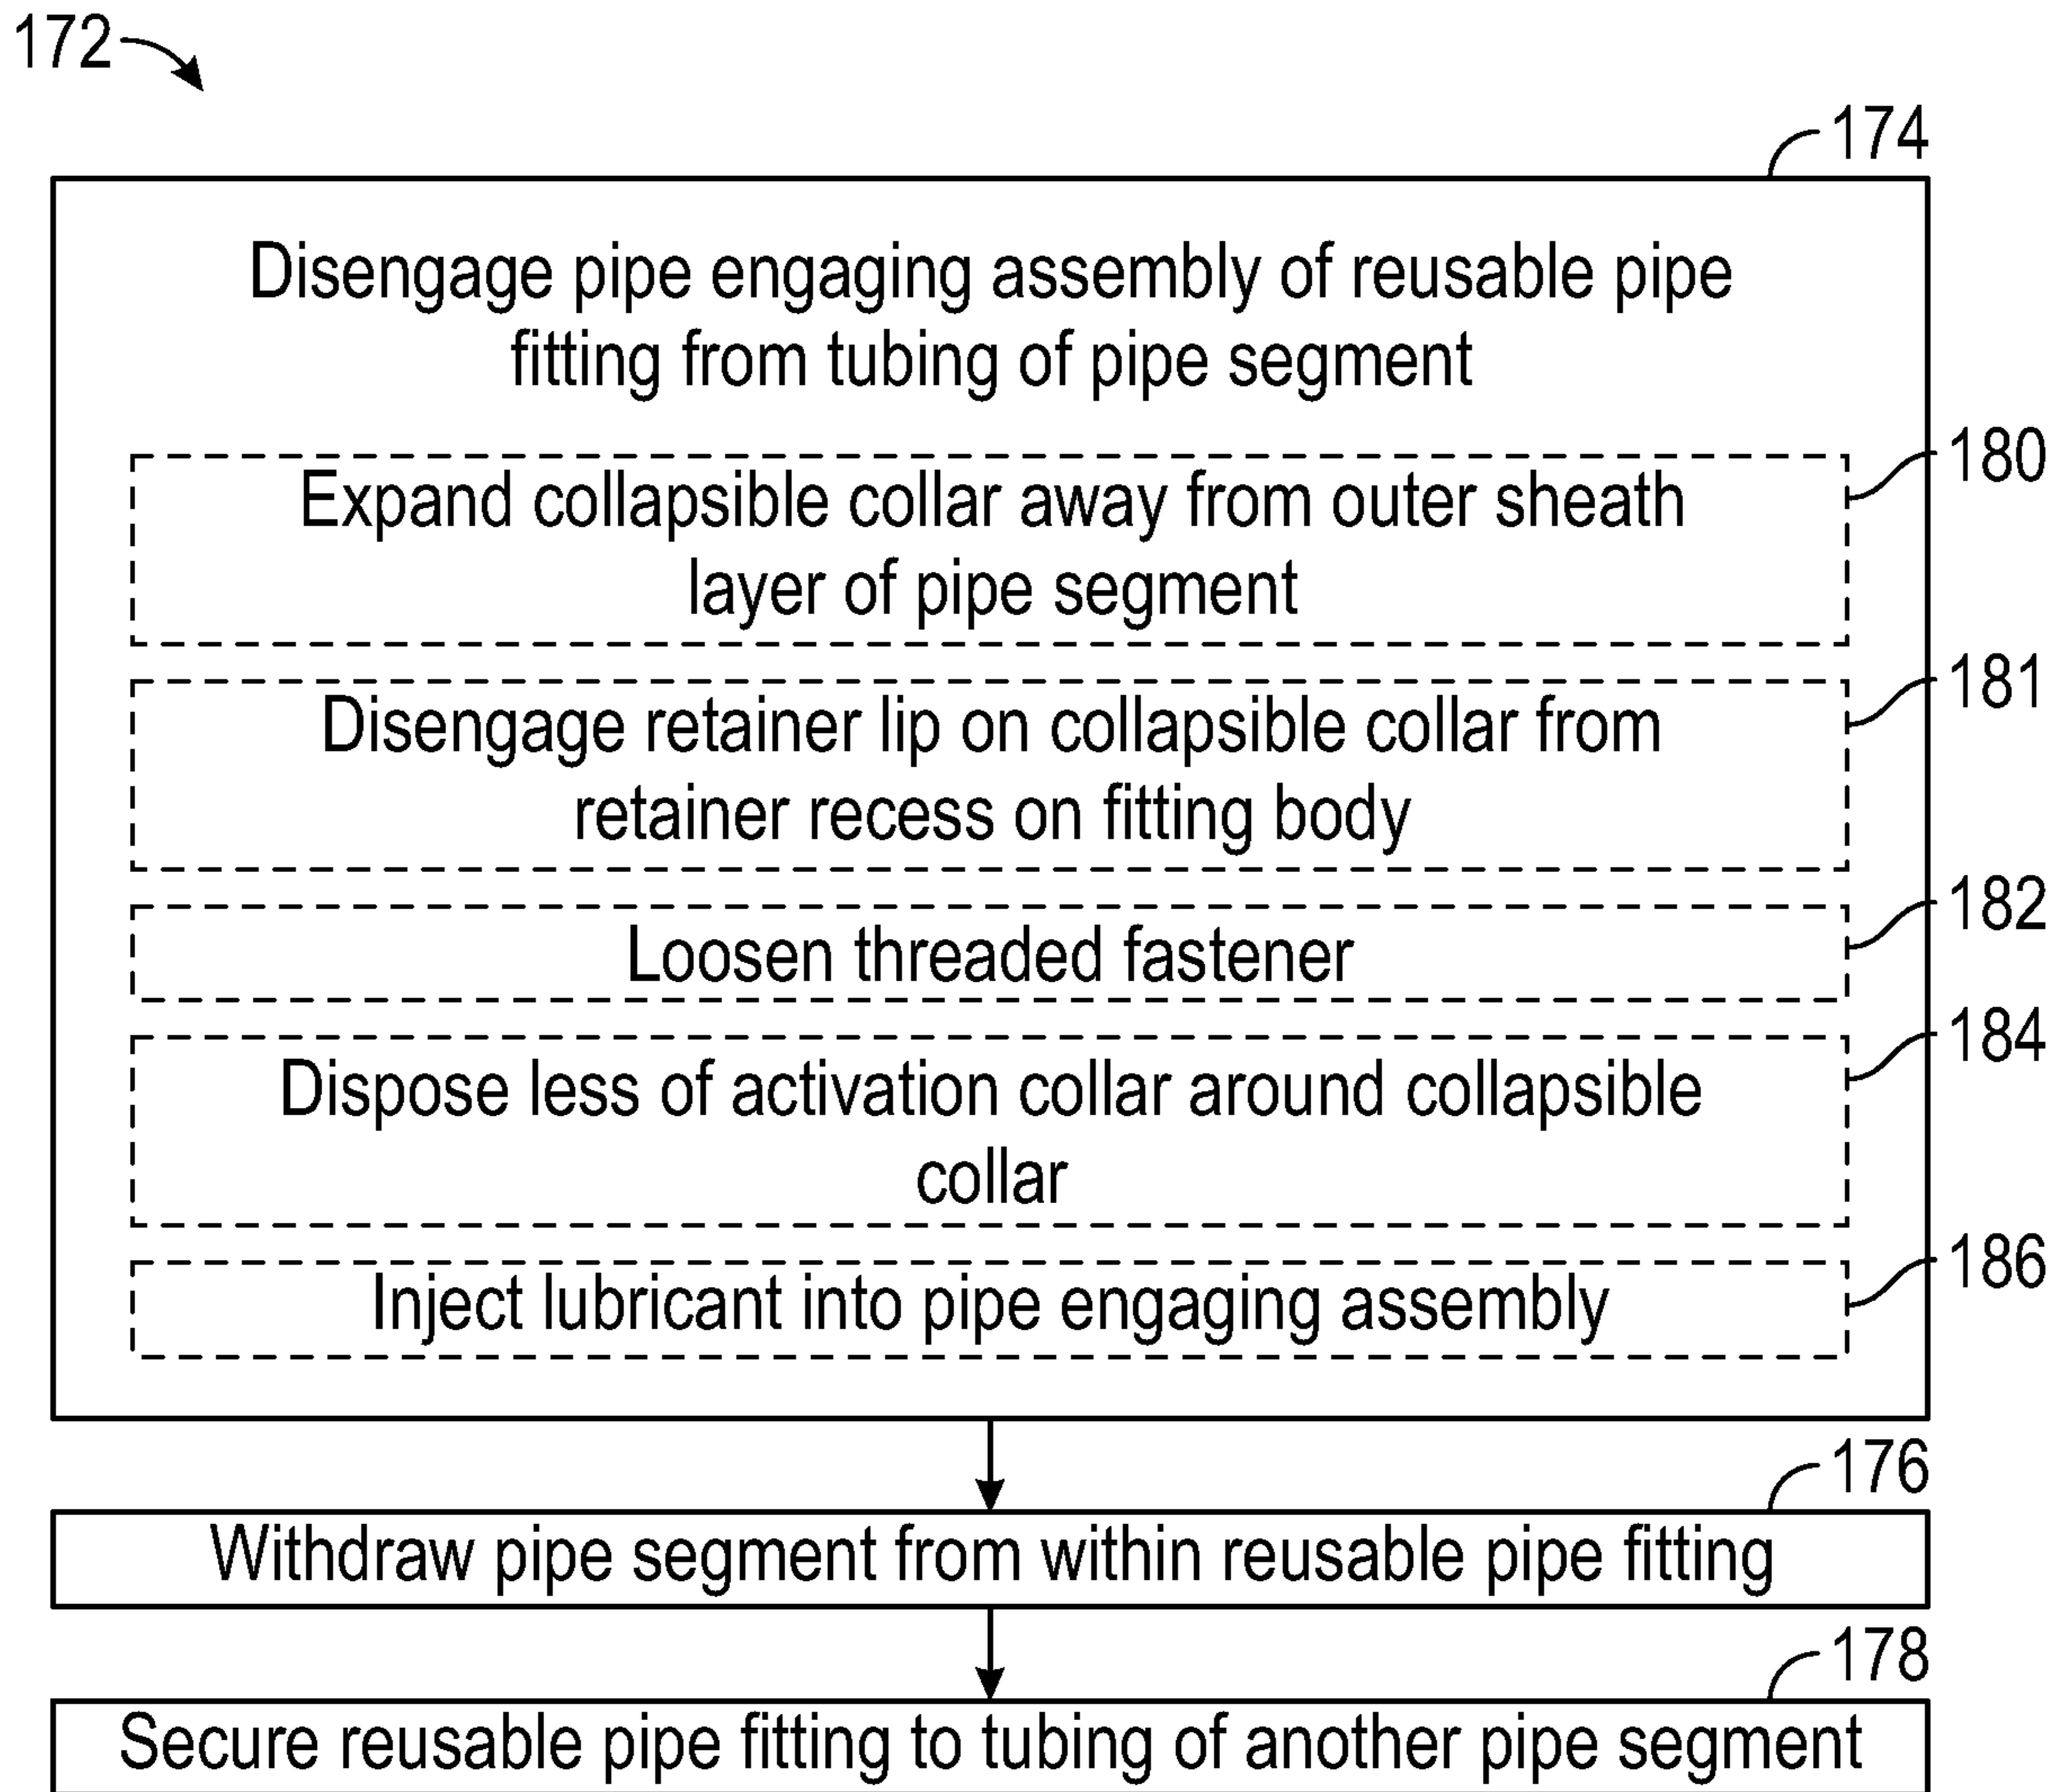 172
174
Disengage pipe engaging assembly of reusable pipe
fitting from tubing of pipe segment
180
Expand collapsible collar away from outer sheath
layer of pipe segment
181
Disengage retainer lip on collapsible collar from
retainer recess on fitting body
182
Loosen threaded fastener
184
Dispose less of activation collar around collapsible
collar
186
Inject lubricant into pipe engaging assembly
176
Withdraw pipe segment from within reusable pipe fitting
178
Secure reusable pipe fitting to tubing of another pipe segment